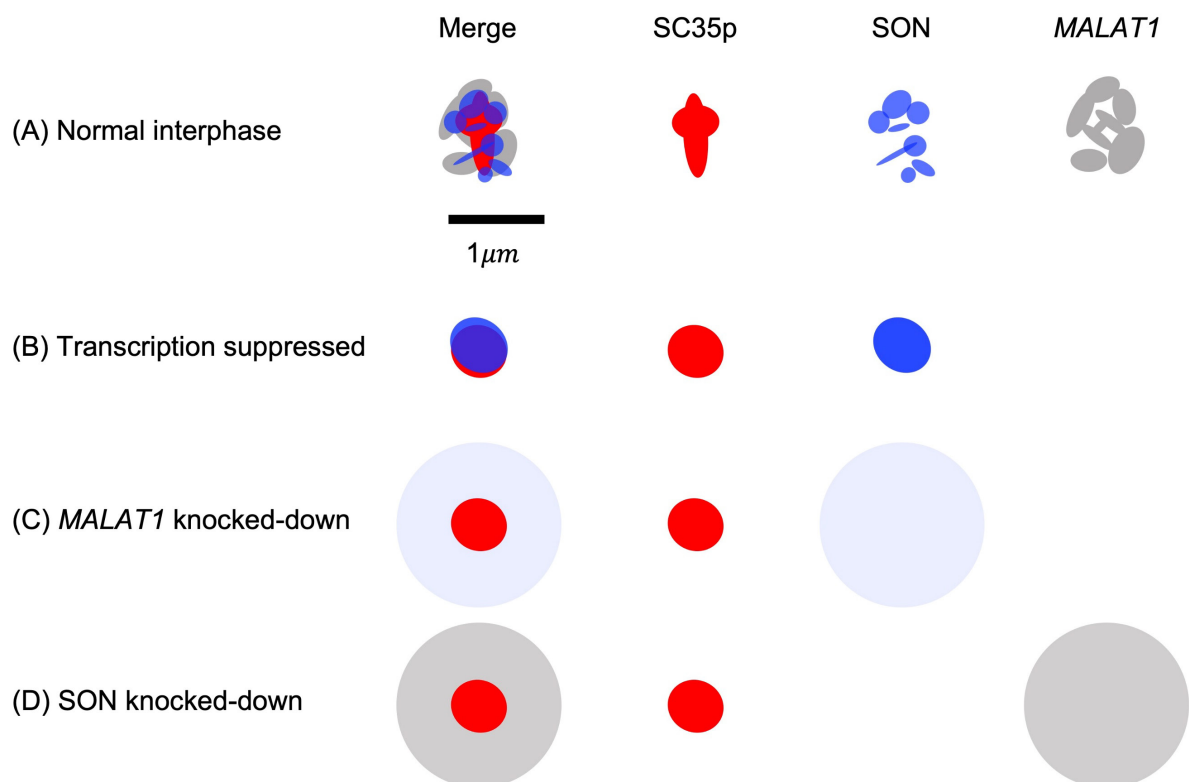 Merge SC35p SON MALAT1
(A) Normal interphase
1μm
(B) Transcription suppressed
(C) MALAT1 knocked-down
(D) SON knocked-down